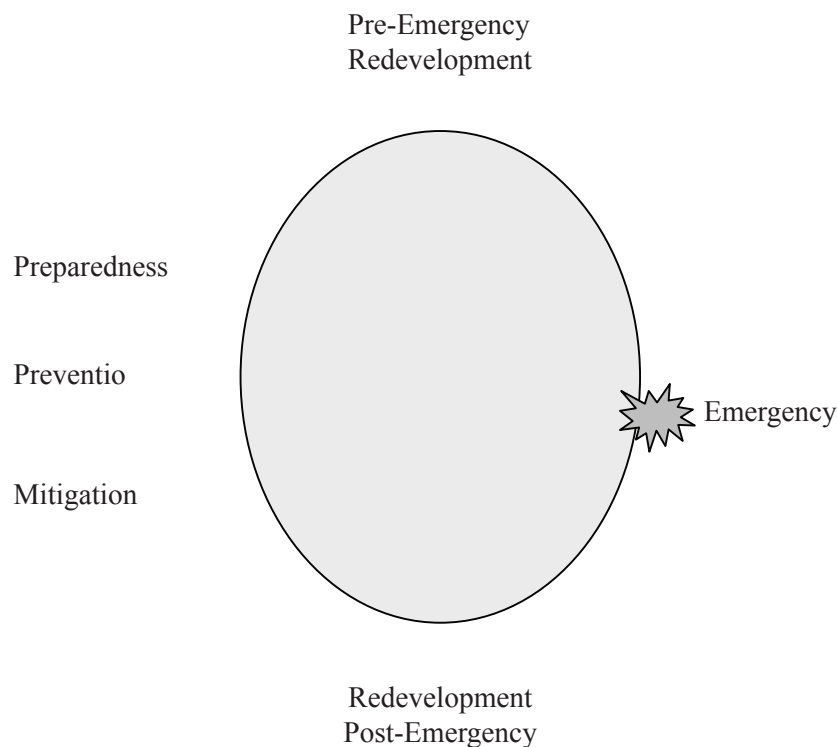 Pre-Emergency
Redevelopment
Preparedness
Preventio
Emergency
Mitigation
Redevelopment
Post-Emergency